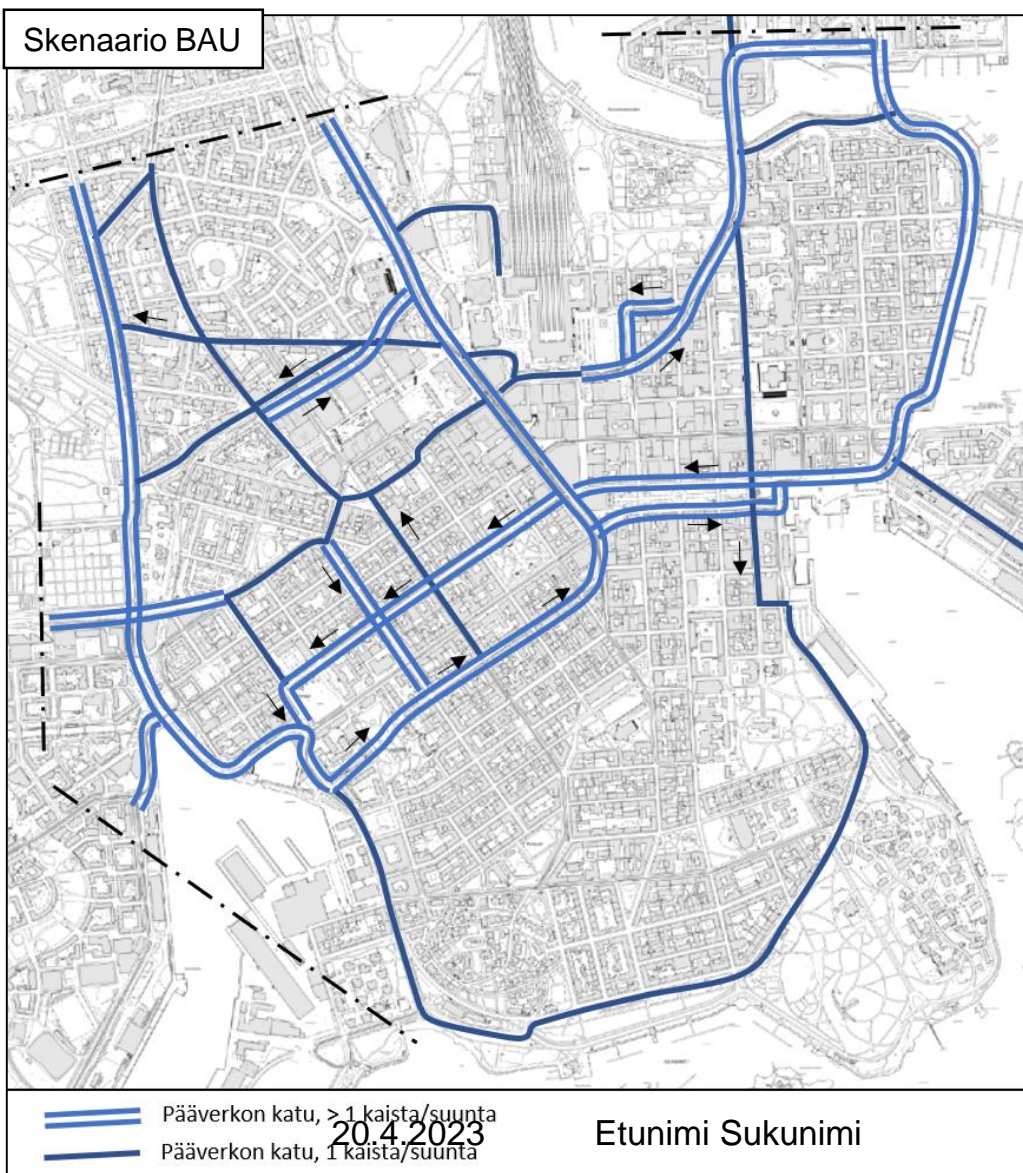 Skenaario BAU
Pääverkon katu, > 1 kaista/suunta
20.4.2023
Etunimi Sukunimi
Pääverkon katu, 1 kaista/suunta